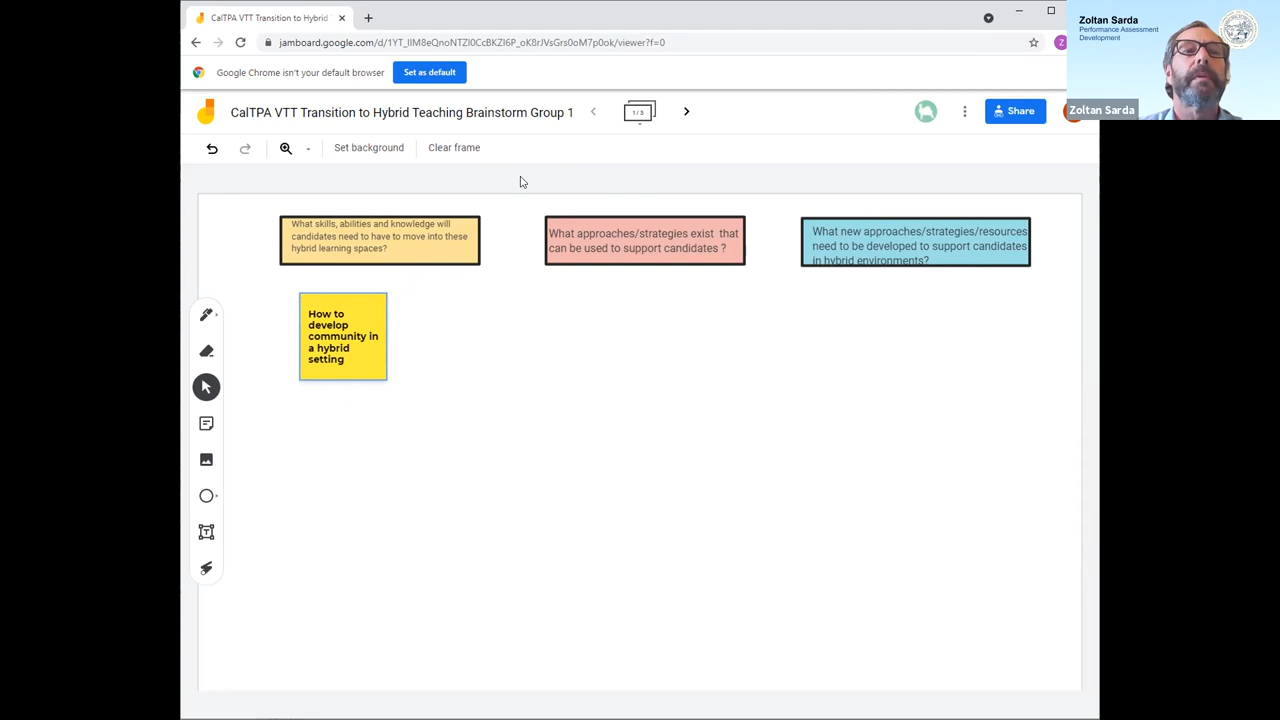 CalTPA VTT Transition to Hybrid
jamboard.google.com/d/1YT_IIM8eQnoNTZI0CcBKZI6P_oK8rJVsGrs0oM7p0ok/viewer?f=0
Z
Google Chrome isn't your default browser
Set as default
Zoltan Sarda
Performance Assessment
Development
Zoltan Sarda
CalTPA VTT Transition to Hybrid Teaching Brainstorm Group 1
1 / 3
Share
Set background
Clear frame
What skills, abilities and knowledge will
candidates need to have to move into these
hybrid learning spaces?
What approaches/strategies exist that
can be used to support candidates ?
What new approaches/strategies/resources
need to be developed to support candidates
in hybrid environments?
How to
develop
community in
a hybrid
setting